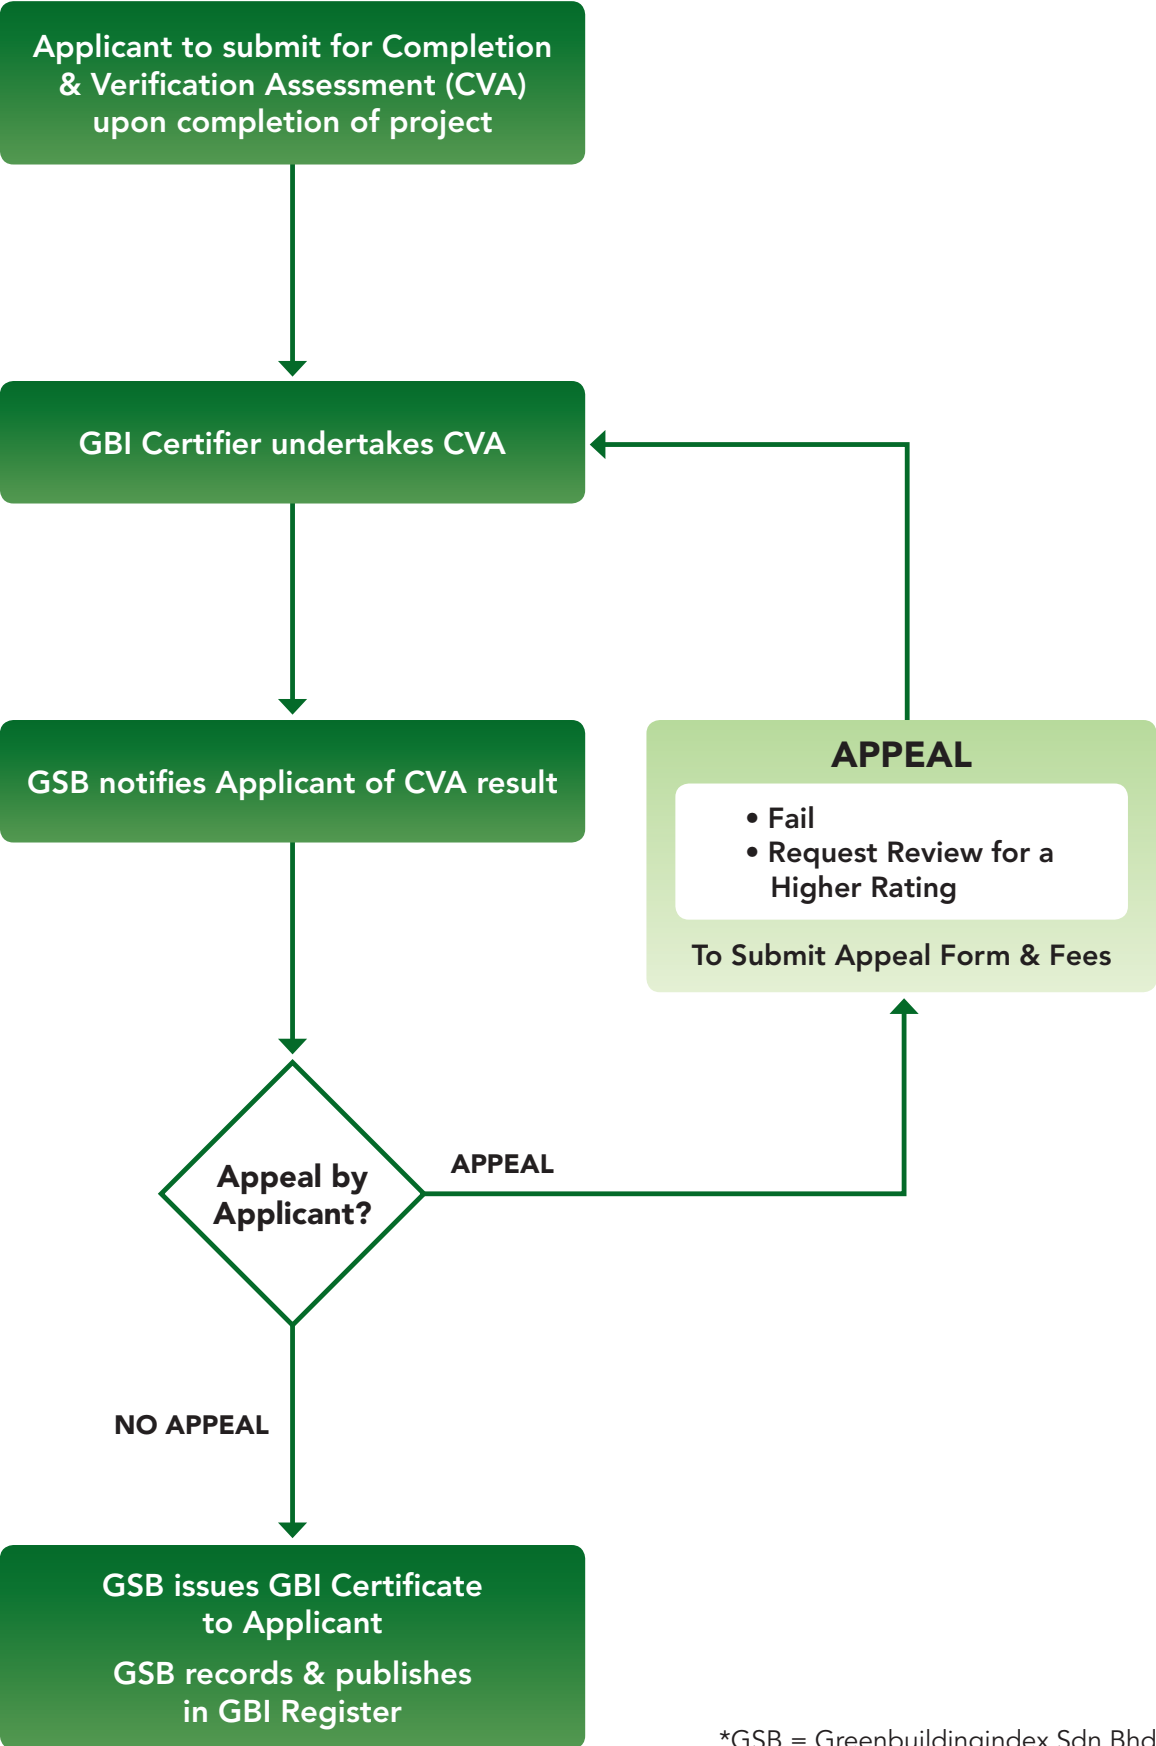 Applicant to submit for Completion
& Verification Assessment (CVA)
upon completion of project
GBI Certifier undertakes CVA
GSB notifies Applicant of CVA result
APPEAL
• Fail
• Request Review for a
Higher Rating
To Submit Appeal Form & Fees
Appeal by
Applicant?
APPEAL
NO APPEAL
GSB issues GBI Certificate
to Applicant
GSB records & publishes
in GBI Register
*GSB = Greenbuildingindex Sdn Bhd